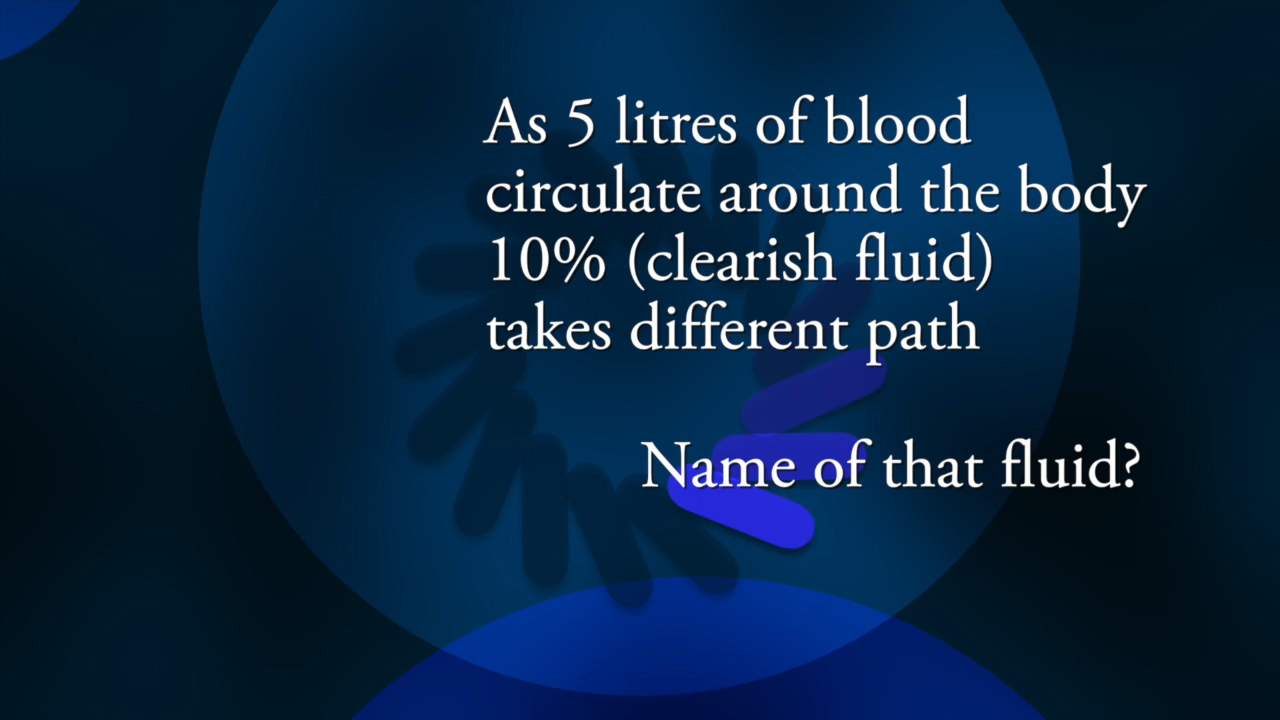 As 5 litres of blood
circulate around the body
10% (clearish fluid)
takes different path
Name of that fluid?